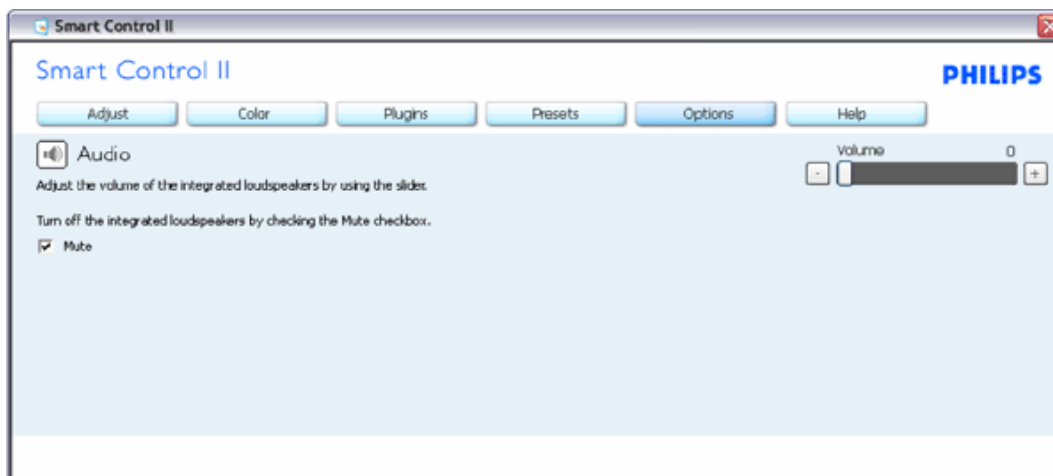 Smart Control II
Smart Control II
PHILIPS
Adjust Color Plugins Presets Options Help
Audio
Volume 0
- +
Adjust the volume of the integrated loudspeakers by using the slider.
Turn off the integrated loudspeakers by checking the Mute checkbox.
Mute